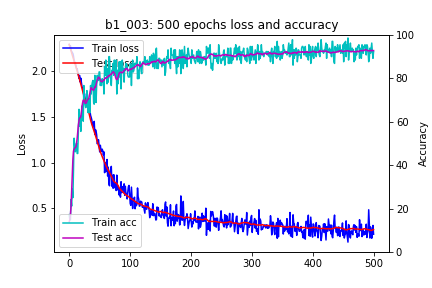 b1_003: 500 epochs loss and accuracy
Train loss
Test loss
Loss
2.0
1.5
1.0
0.5
100
80
60
40
20
0
Accuracy
Train acc
Test acc
0
100
200
300
400
500